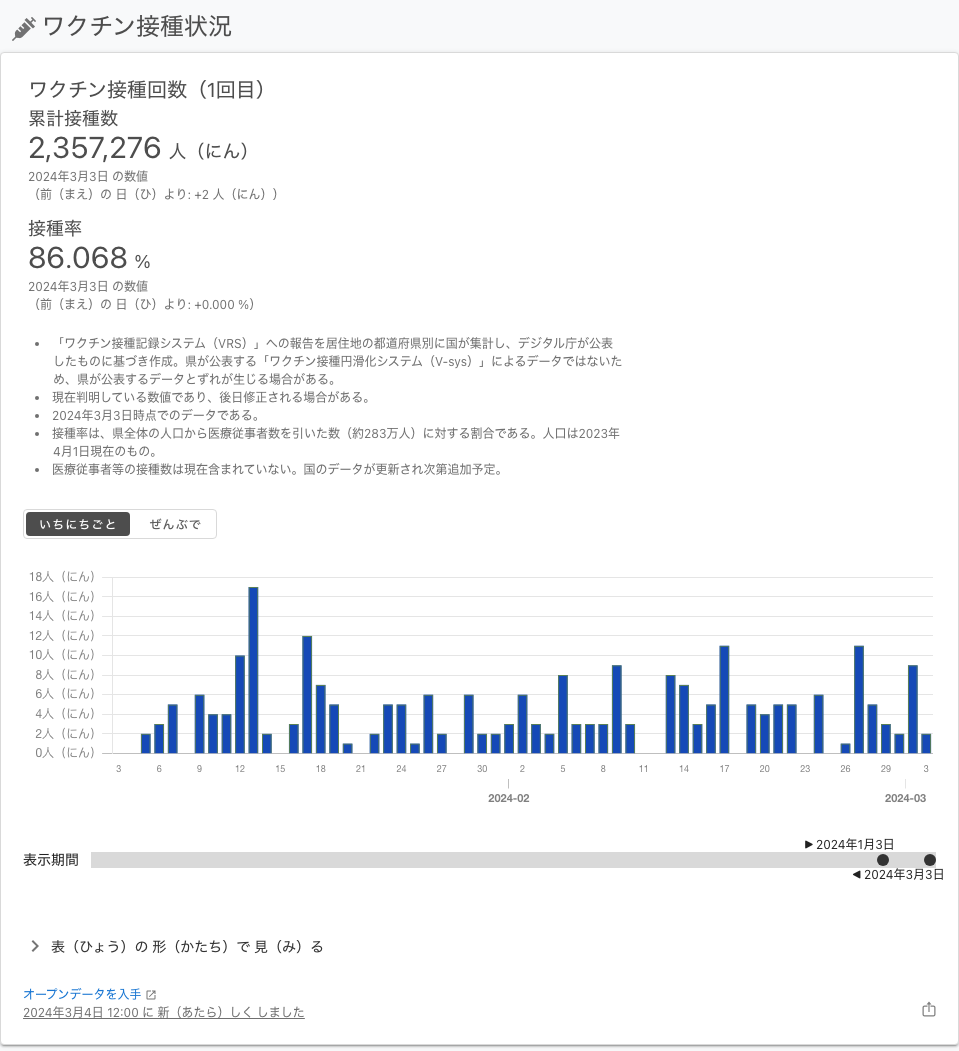 ワクチン接種状況
ワクチン接種回数（1回目）
累計接種数
2,357,276 人（にん）
2024年3月3日 の数値
（前（まえ）の 日（ひ）より: +2 人（にん））
接種率
86.068 %
2024年3月3日 の数値
（前（まえ）の 日（ひ）より: +0.000 %）
• 「ワクチン接種記録システム（VRS）」への報告を居住地の都道府県別に国が集計し、デジタル庁が公表
したものに基づき作成。県が公表する「ワクチン接種円滑化システム（V-sys）」によるデータではないた
め、県が公表するデータとずれが生じる場合がある。
• 現在判明している数値であり、後日修正される場合がある。
• 2024年3月3日時点でのデータである。
• 接種率は、県全体の人口から医療従事者数を引いた数（約283万人）に対する割合である。人口は2023年
4月1日現在のもの。
• 医療従事者等の接種数は現在含まれていない。国のデータが更新され次第追加予定。
いちにちごと ぜんぶで
18人（にん）
16人（にん）
14人（にん）
12人（にん）
10人（にん）
8人（にん）
6人（にん）
4人（にん）
2人（にん）
0人（にん）
3 6 9 12 15 18 21 24 27 30 2 5 8 11 14 17 20 23 26 29 3
2024-02 2024-03
2024年1月3日
表示期間
2024年3月3日
表（ひょう）の 形（かたち）で 見（み）る
オープンデータを入手
2024年3月4日 12:00 に 新（あたら）しく しました